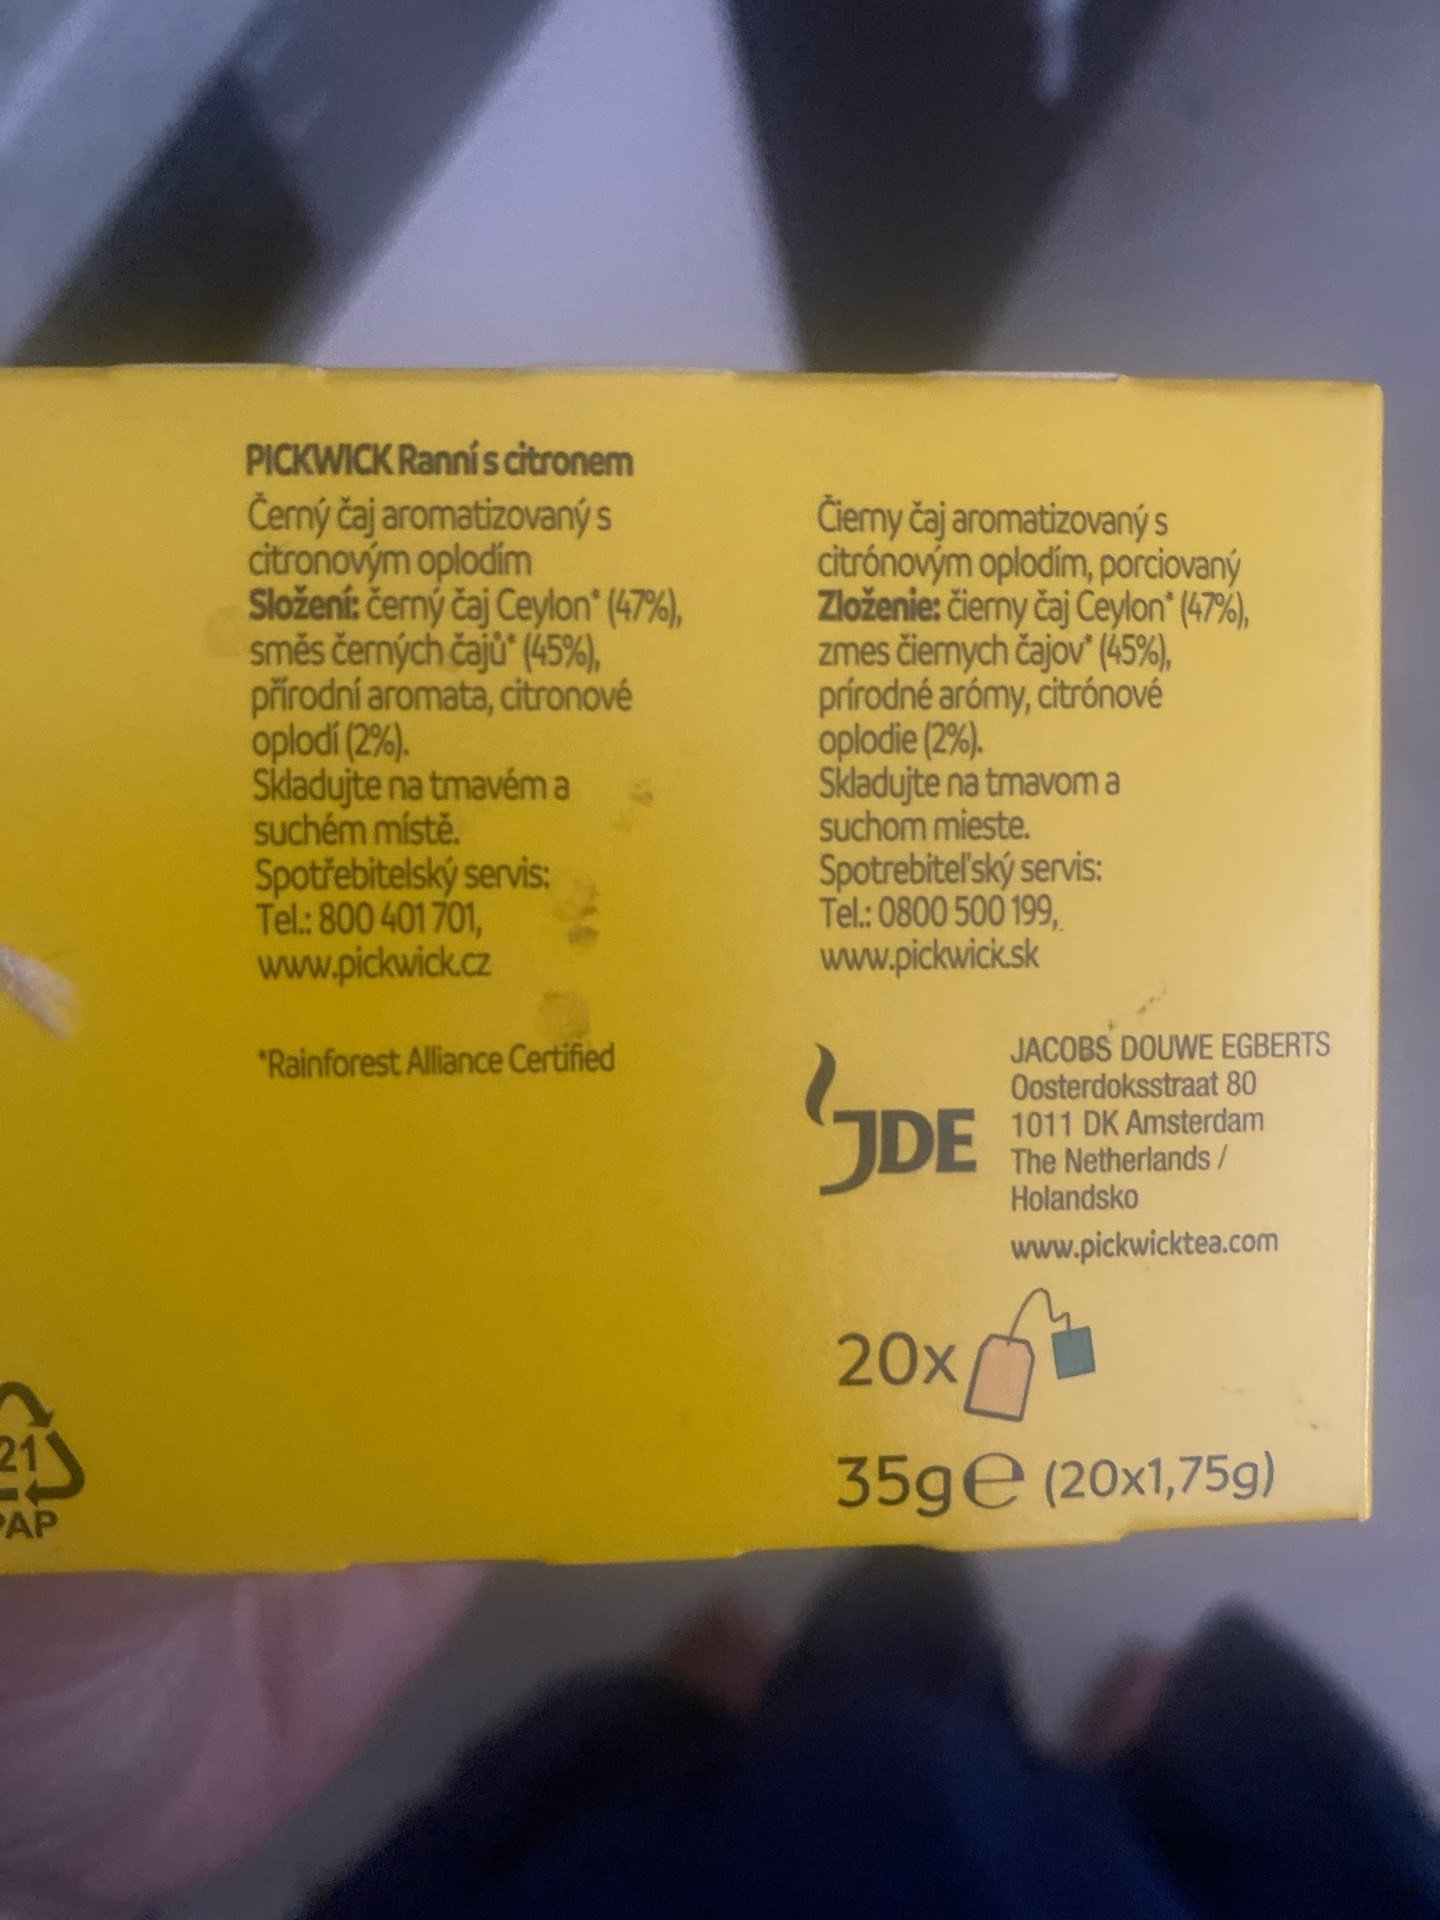 PICKWICK Ranní s citronem
Černý čaj aromatizovaný s
citronovým oplodím
Složení: černý čaj Ceylon* (47%),
směs černých čajů* (45%),
přírodní aromata, citronové
oplodí (2%).
Skladujte na tmavém a
suchém místě.
Spotřebitelský servis:
Tel.: 800 401 701,
www.pickwick.cz
*Rainforest Alliance Certified
Čierny čaj aromatizovaný s
citrónovým oplodím, porciovaný
Zloženie: čierny čaj Ceylon* (47%),
zmes čiernych čajov* (45%),
prírodné arómy, citrónové
oplodie (2%).
Skladujte na tmavom a
suchom mieste.
Spotrebiteľský servis:
Tel.: 0800 500 199,
www.pickwick.sk
JDE
JACOBS DOUWE EGBERTS
Oosterdoksstraat 80
1011 DK Amsterdam
The Netherlands /
Holandsko
www.pickwicktea.com
20x
35g e (20x1,75g)
21
PAP